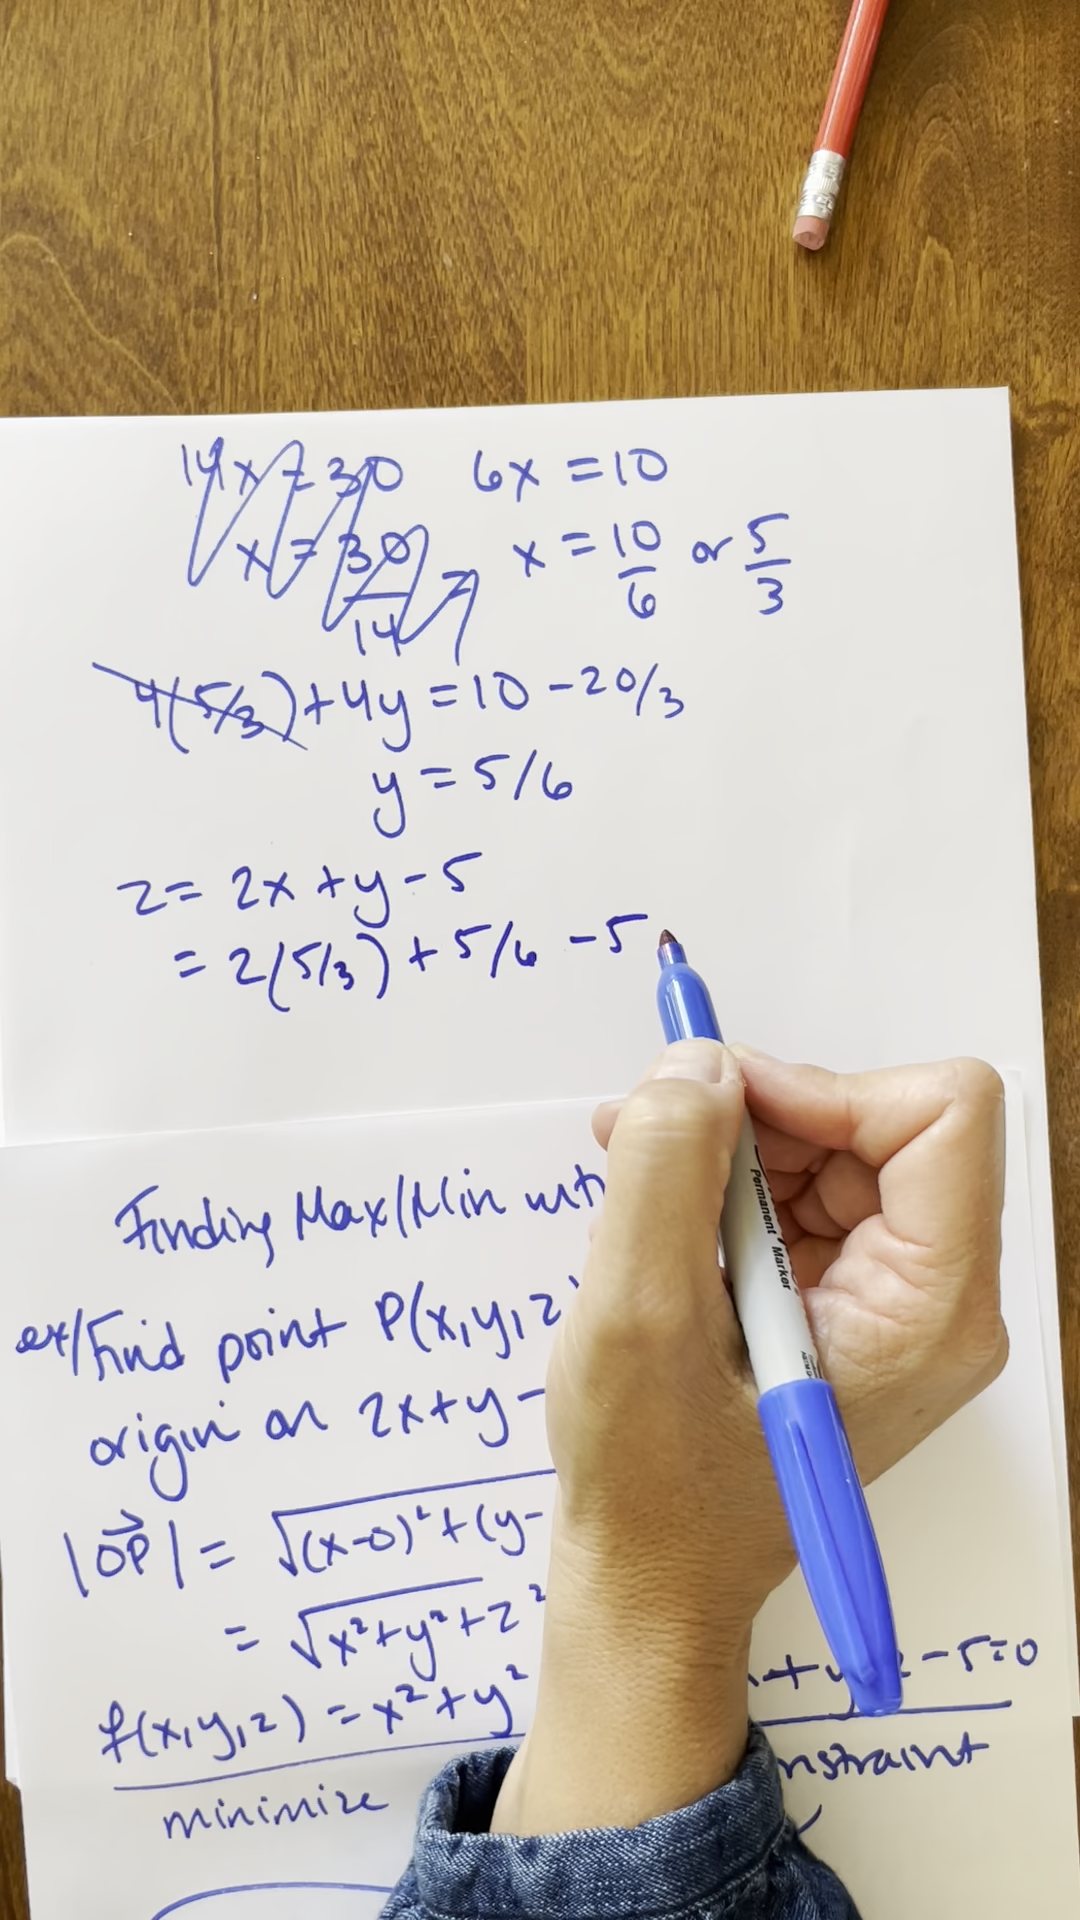 14x = 30 6x = 10
x = 30/14 = x = 10/6 or 5/3
4(5/3) + 4y = 10 - 20/3
y = 5/6
z = 2x + y - 5
= 2(5/3) + 5/6 - 5
Finding Max/Min
ex/ Find point P(x,y,z
origin on 2x+y-
|OP| = √(x-0)²+(y-
= √x²+y²+z²
f(x,y,z) = x²+y² -5=0
minimize
Permanent Marker